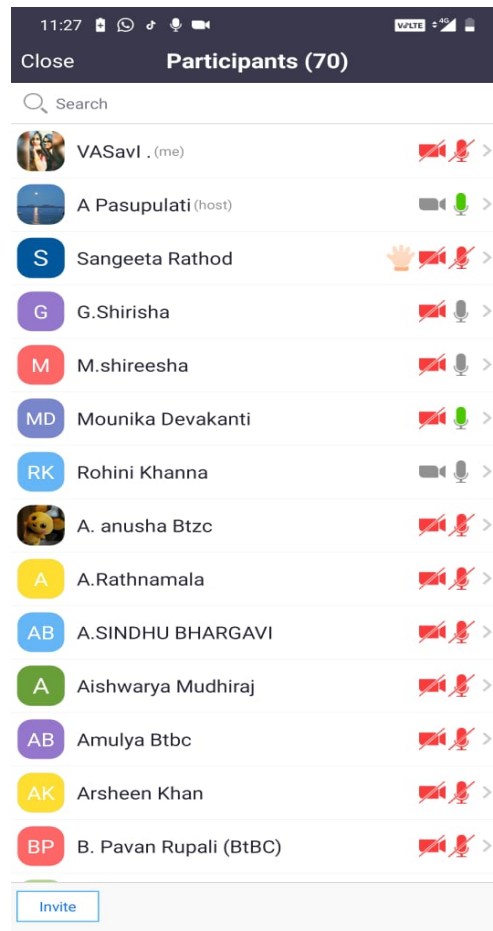 11:27 VoLTE 4G
Close Participants (70)
Search
VASavI . (me)
A Pasupulati (host)
S Sangeeta Rathod
G G.Shirisha
M M.shireesha
MD Mounika Devakanti
RK Rohini Khanna
A. anusha Btzc
A A.Rathnamala
AB A.SINDHU BHARGAVI
A Aishwarya Mudhiraj
AB Amulya Btbc
AK Arsheen Khan
BP B. Pavan Rupali (BtBC)
Invite